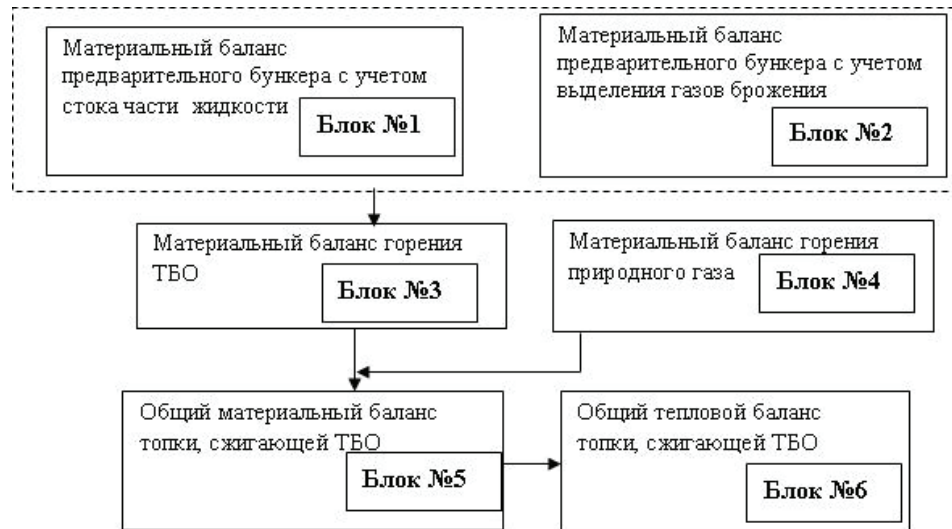 Материальный баланс
предварительного бункера с учетом
стока части жидкости
Блок №1
Материальный баланс
предварительного бункера с учетом
выделения газов брожения
Блок №2
Материальный баланс горения
ТБО
Блок №3
Материальный баланс горения
природного газа
Блок №4
Общий материальный баланс
топки, сжигающей ТБО
Блок №5
Общий тепловой баланс
топки, сжигающей ТБО
Блок №6